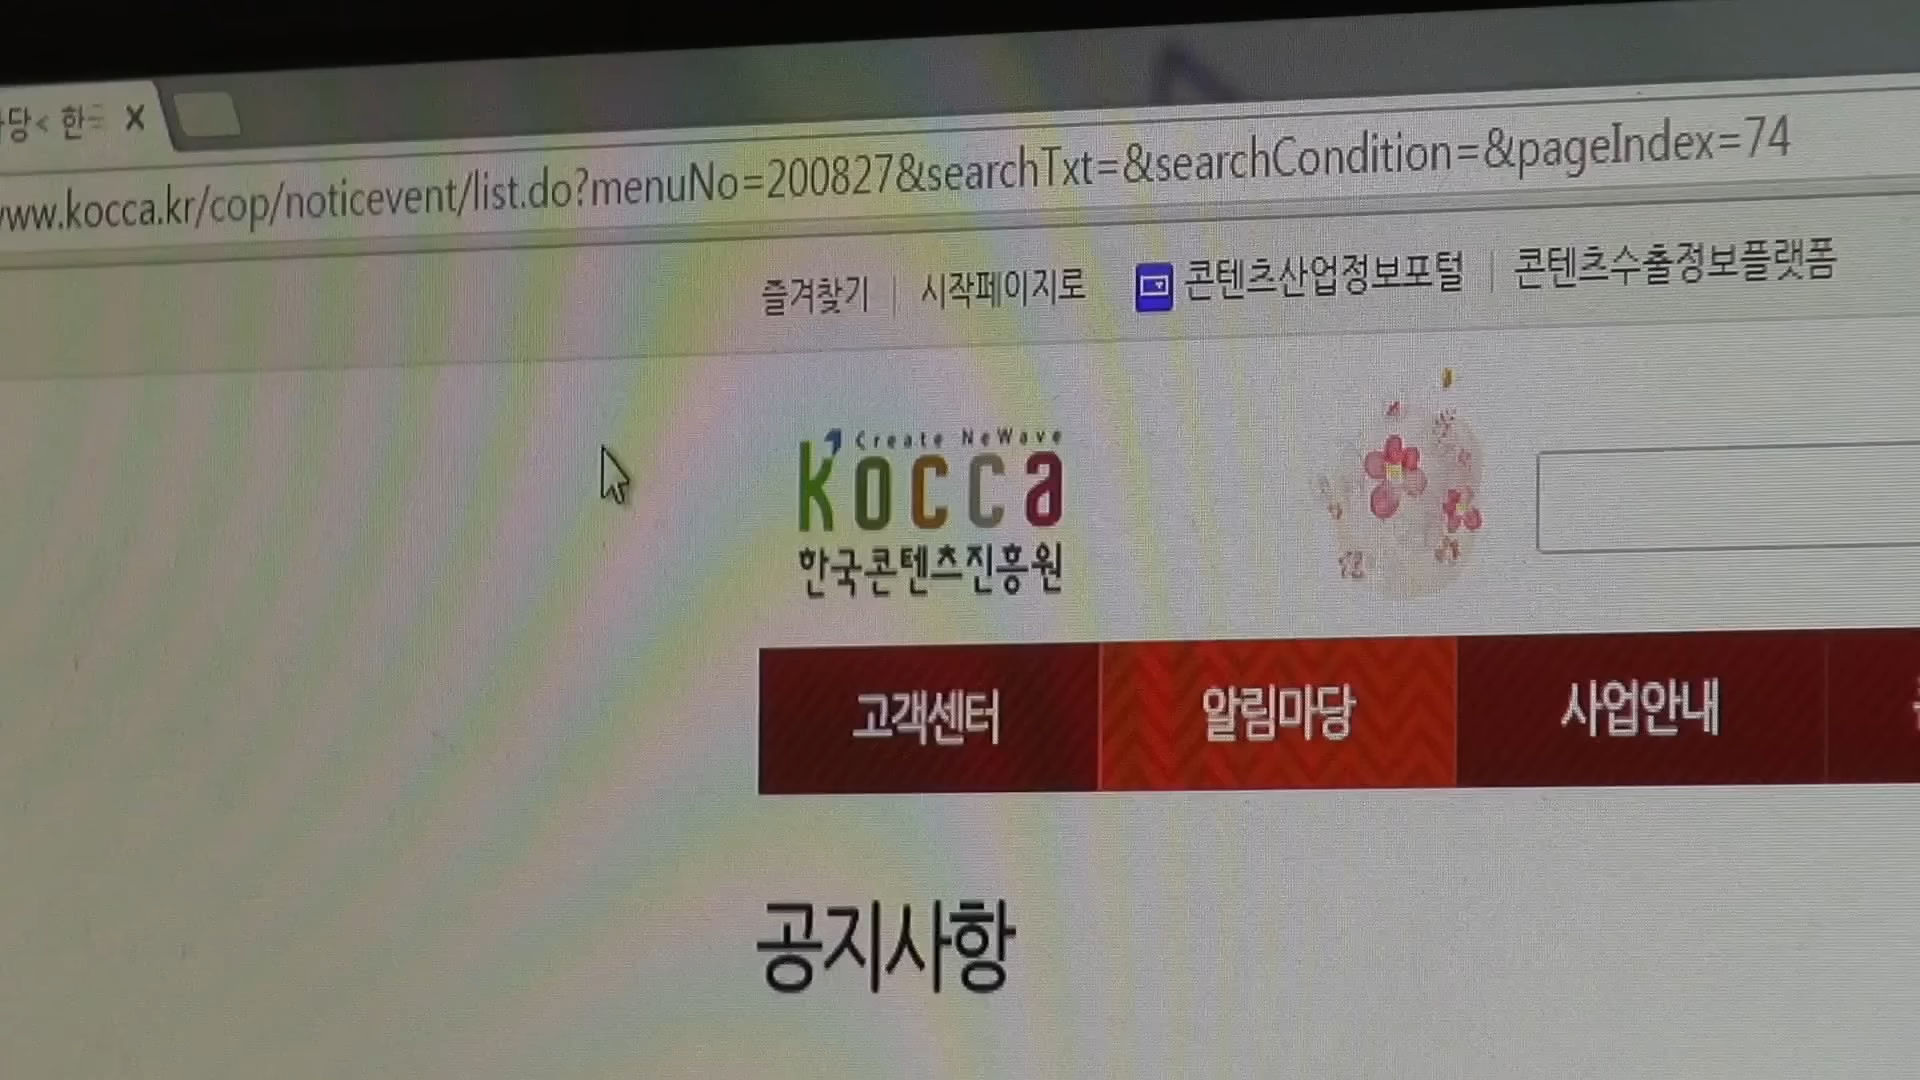 당< 한
www.kocca.kr/cop/noticevent/list.do?menuNo=200827&searchTxt=&searchCondition=&pageIndex=74
즐겨찾기 | 시작페이지로 콘텐츠산업정보포털 | 콘텐츠수출정보플랫폼
Create NeWave
kocca
한국콘텐츠진흥원
고객센터 알림마당 사업안내
공지사항